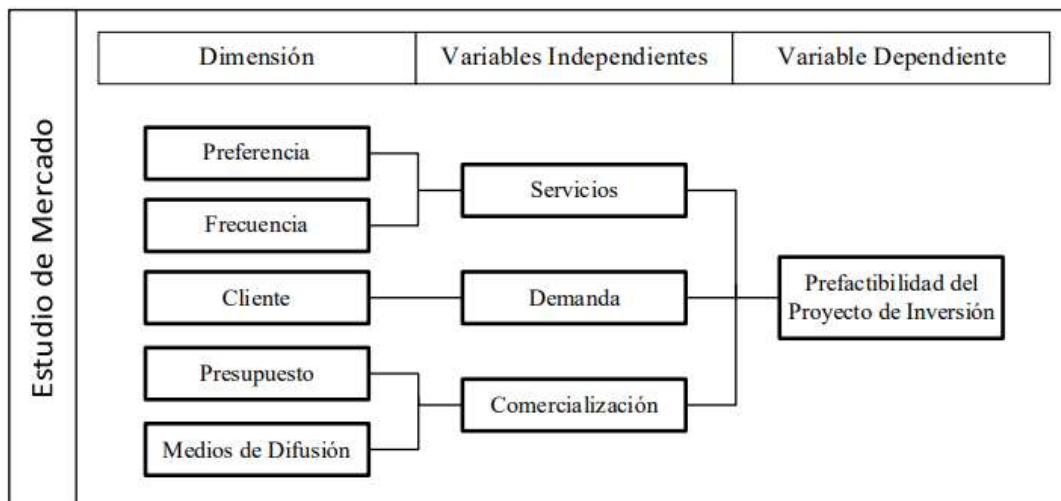 Estudio de Mercado
Dimensión
Variables Independientes
Variable Dependiente
Preferencia
Frecuencia
Cliente
Presupuesto
Medios de Difusión
Servicios
Demanda
Comercialización
Prefactibilidad del
Proyecto de Inversión